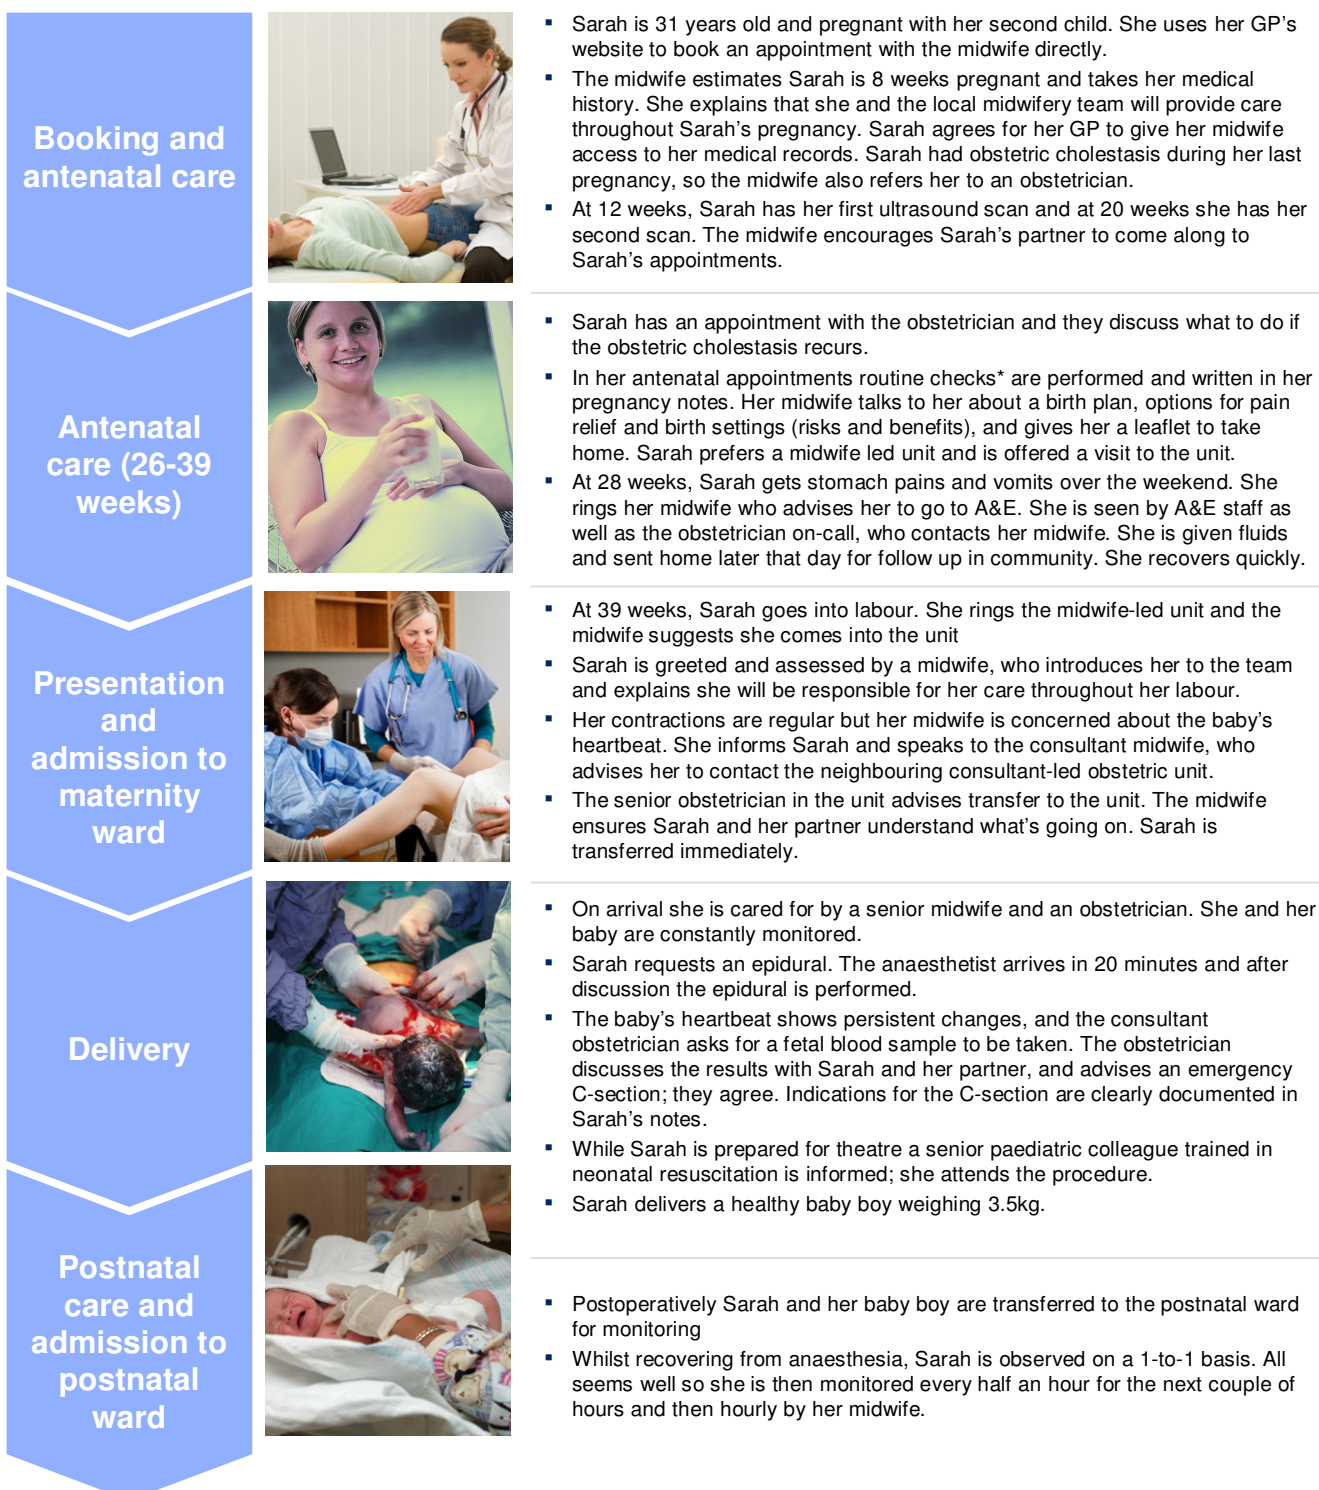 Booking and
antenatal care
▪ Sarah is 31 years old and pregnant with her second child. She uses her GP's
website to book an appointment with the midwife directly.
▪ The midwife estimates Sarah is 8 weeks pregnant and takes her medical
history. She explains that she and the local midwifery team will provide care
throughout Sarah's pregnancy. Sarah agrees for her GP to give her midwife
access to her medical records. Sarah had obstetric cholestasis during her last
pregnancy, so the midwife also refers her to an obstetrician.
▪ At 12 weeks, Sarah has her first ultrasound scan and at 20 weeks she has her
second scan. The midwife encourages Sarah's partner to come along to
Sarah's appointments.
Antenatal
care (26-39
weeks)
▪ Sarah has an appointment with the obstetrician and they discuss what to do if
the obstetric cholestasis recurs.
▪ In her antenatal appointments routine checks* are performed and written in her
pregnancy notes. Her midwife talks to her about a birth plan, options for pain
relief and birth settings (risks and benefits), and gives her a leaflet to take
home. Sarah prefers a midwife led unit and is offered a visit to the unit.
▪ At 28 weeks, Sarah gets stomach pains and vomits over the weekend. She
rings her midwife who advises her to go to A&E. She is seen by A&E staff as
well as the obstetrician on-call, who contacts her midwife. She is given fluids
and sent home later that day for follow up in community. She recovers quickly.
Presentation
and
admission to
maternity
ward
▪ At 39 weeks, Sarah goes into labour. She rings the midwife-led unit and the
midwife suggests she comes into the unit
▪ Sarah is greeted and assessed by a midwife, who introduces her to the team
and explains she will be responsible for her care throughout her labour.
▪ Her contractions are regular but her midwife is concerned about the baby's
heartbeat. She informs Sarah and speaks to the consultant midwife, who
advises her to contact the neighbouring consultant-led obstetric unit.
▪ The senior obstetrician in the unit advises transfer to the unit. The midwife
ensures Sarah and her partner understand what's going on. Sarah is
transferred immediately.
Delivery
▪ On arrival she is cared for by a senior midwife and an obstetrician. She and her
baby are constantly monitored.
▪ Sarah requests an epidural. The anaesthetist arrives in 20 minutes and after
discussion the epidural is performed.
▪ The baby's heartbeat shows persistent changes, and the consultant
obstetrician asks for a fetal blood sample to be taken. The obstetrician
discusses the results with Sarah and her partner, and advises an emergency
C-section; they agree. Indications for the C-section are clearly documented in
Sarah's notes.
▪ While Sarah is prepared for theatre a senior paediatric colleague trained in
neonatal resuscitation is informed; she attends the procedure.
▪ Sarah delivers a healthy baby boy weighing 3.5kg.
Postnatal
care and
admission to
postnatal
ward
▪ Postoperatively Sarah and her baby boy are transferred to the postnatal ward
for monitoring
▪ Whilst recovering from anaesthesia, Sarah is observed on a 1-to-1 basis. All
seems well so she is then monitored every half an hour for the next couple of
hours and then hourly by her midwife.